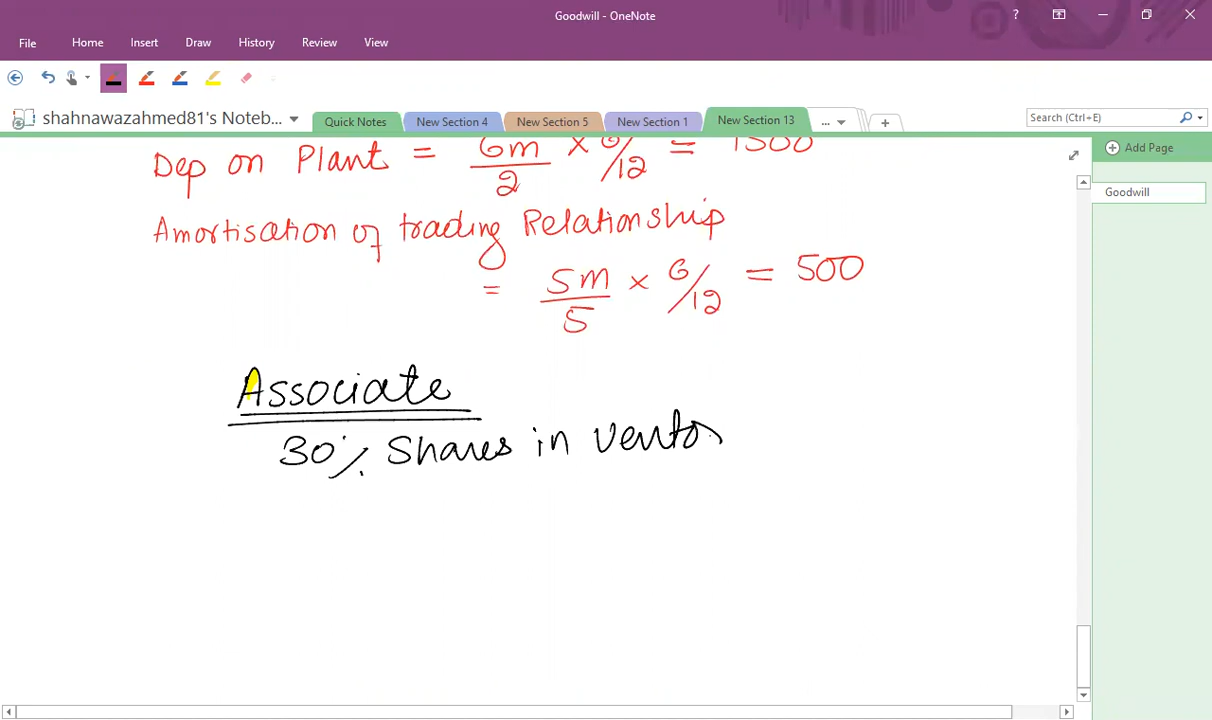 Goodwill - OneNote
?
File Home Insert Draw History Review View
shahnawazahmed81's Noteb... Quick Notes New Section 4 New Section 5 New Section 1 New Section 13 ... + Search (Ctrl+E)
Add Page
Goodwill
Dep on Plant = 6m/2 × 6/12 = 1500
Amortisation of trading Relationship
= 5m/5 × 6/12 = 500
Associate
30% Shares in Vento